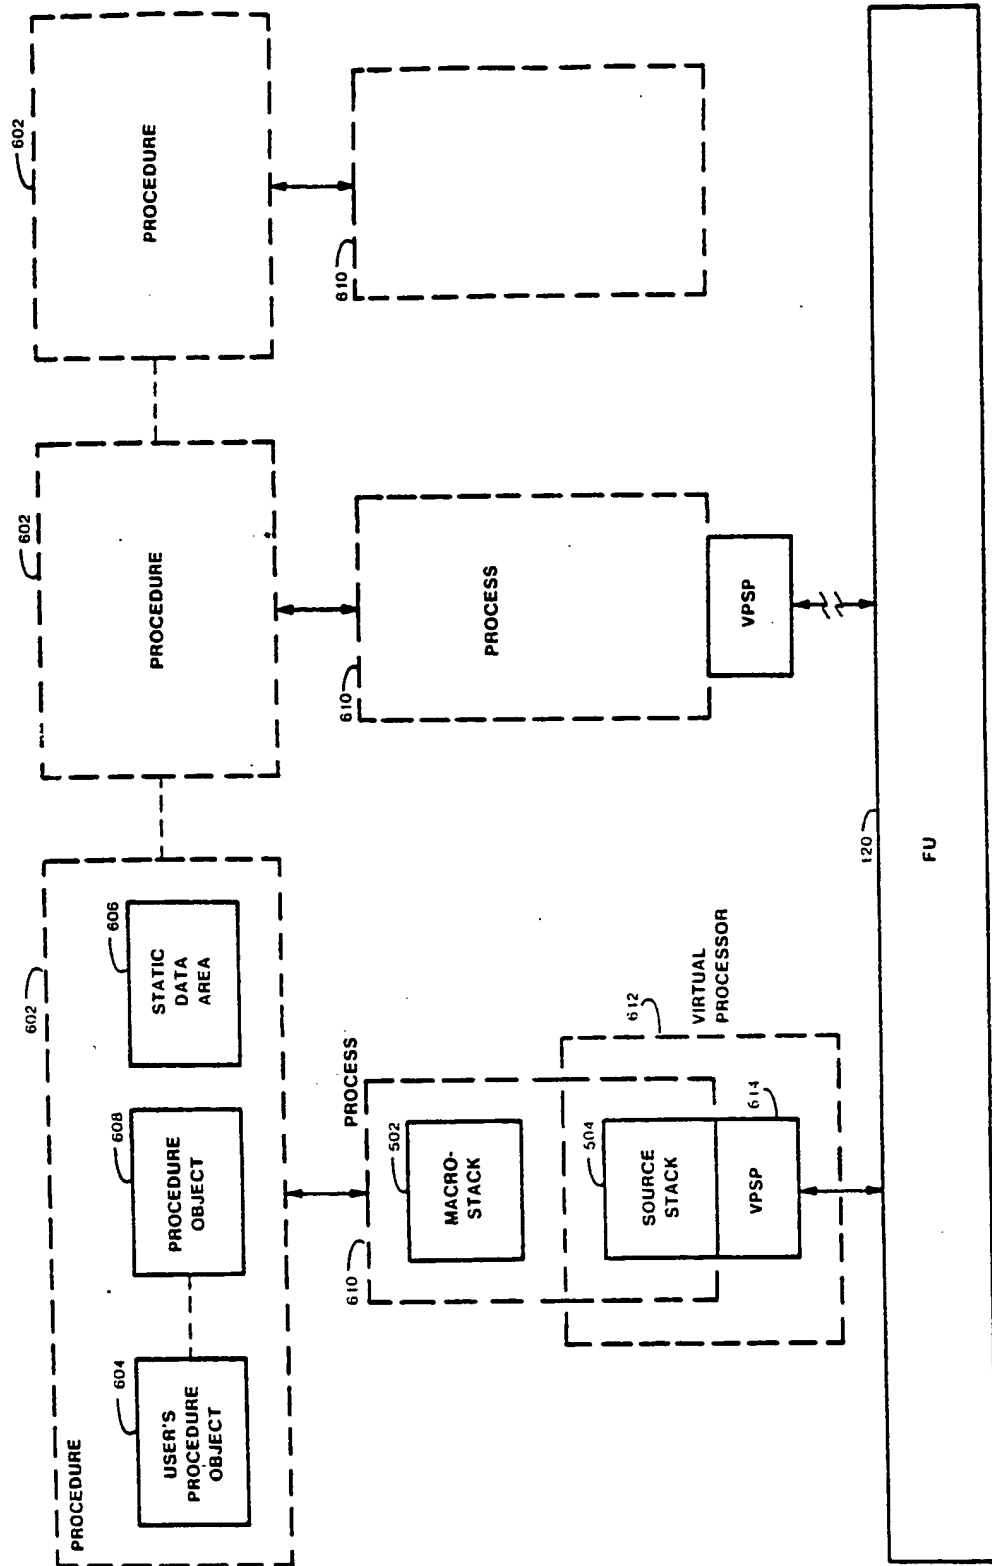 PROCEDURE
602
USER'S
PROCEDURE
OBJECT
604
PROCEDURE
OBJECT
608
STATIC
DATA
AREA
606
PROCEDURE
602
PROCEDURE
602
610
PROCESS
MACRO-
STACK
502
SOURCE
STACK
504
VPSP
614
612
VIRTUAL
PROCESSOR
610
PROCESS
VPSP
610
120
FU